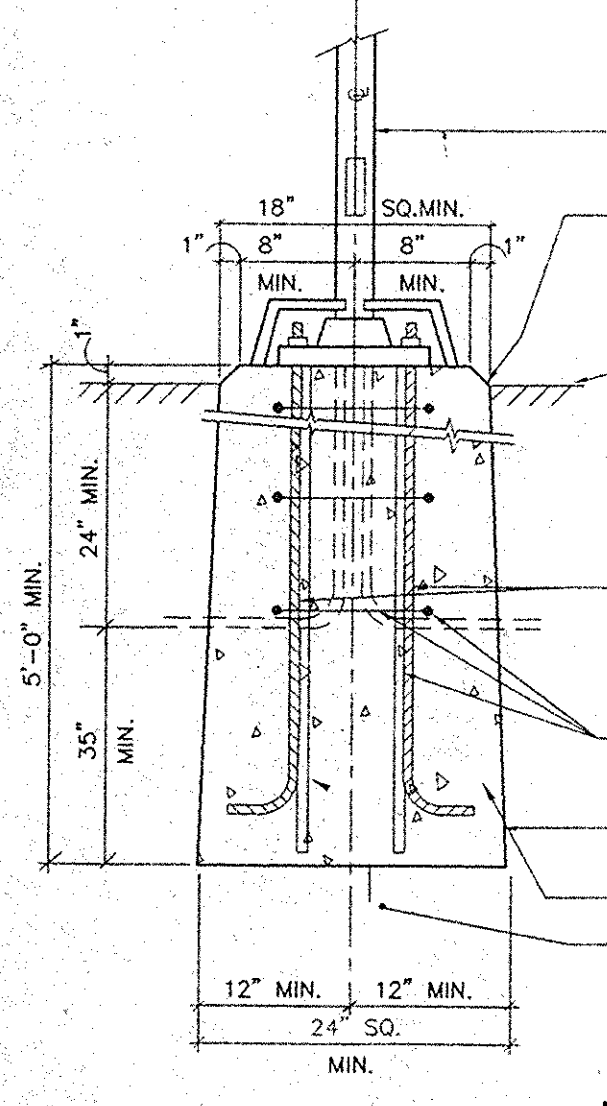 18" SQ.MIN.
1" 8" 8" 1"
MIN. MIN.
1"
24" MIN.
5'-0" MIN.
35"
MIN.
12" MIN. 12" MIN.
24" SQ.
MIN.